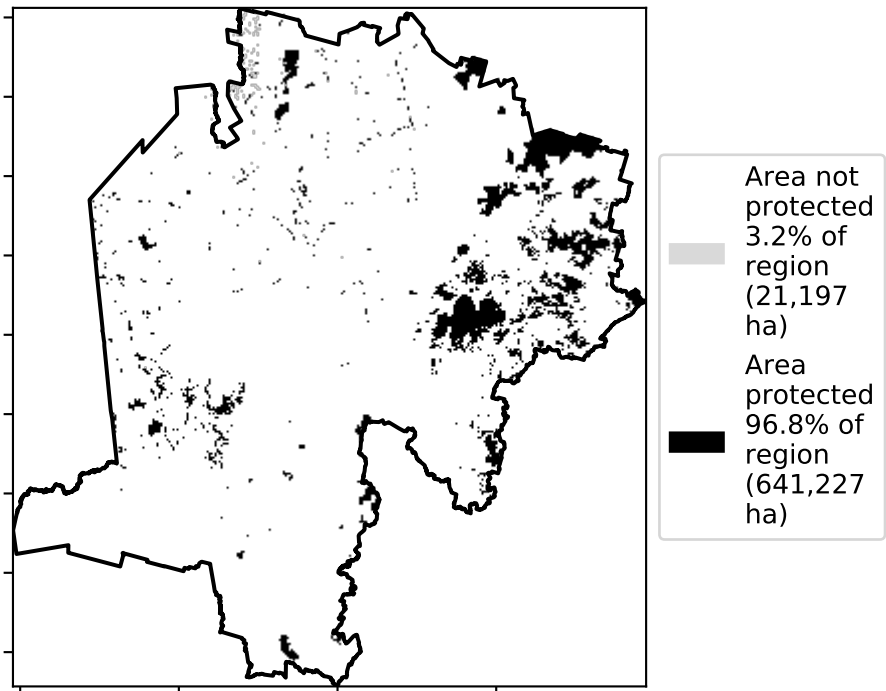 Area not
protected
3.2% of
region
(21,197
ha)
Area
protected
96.8% of
region
(641,227
ha)